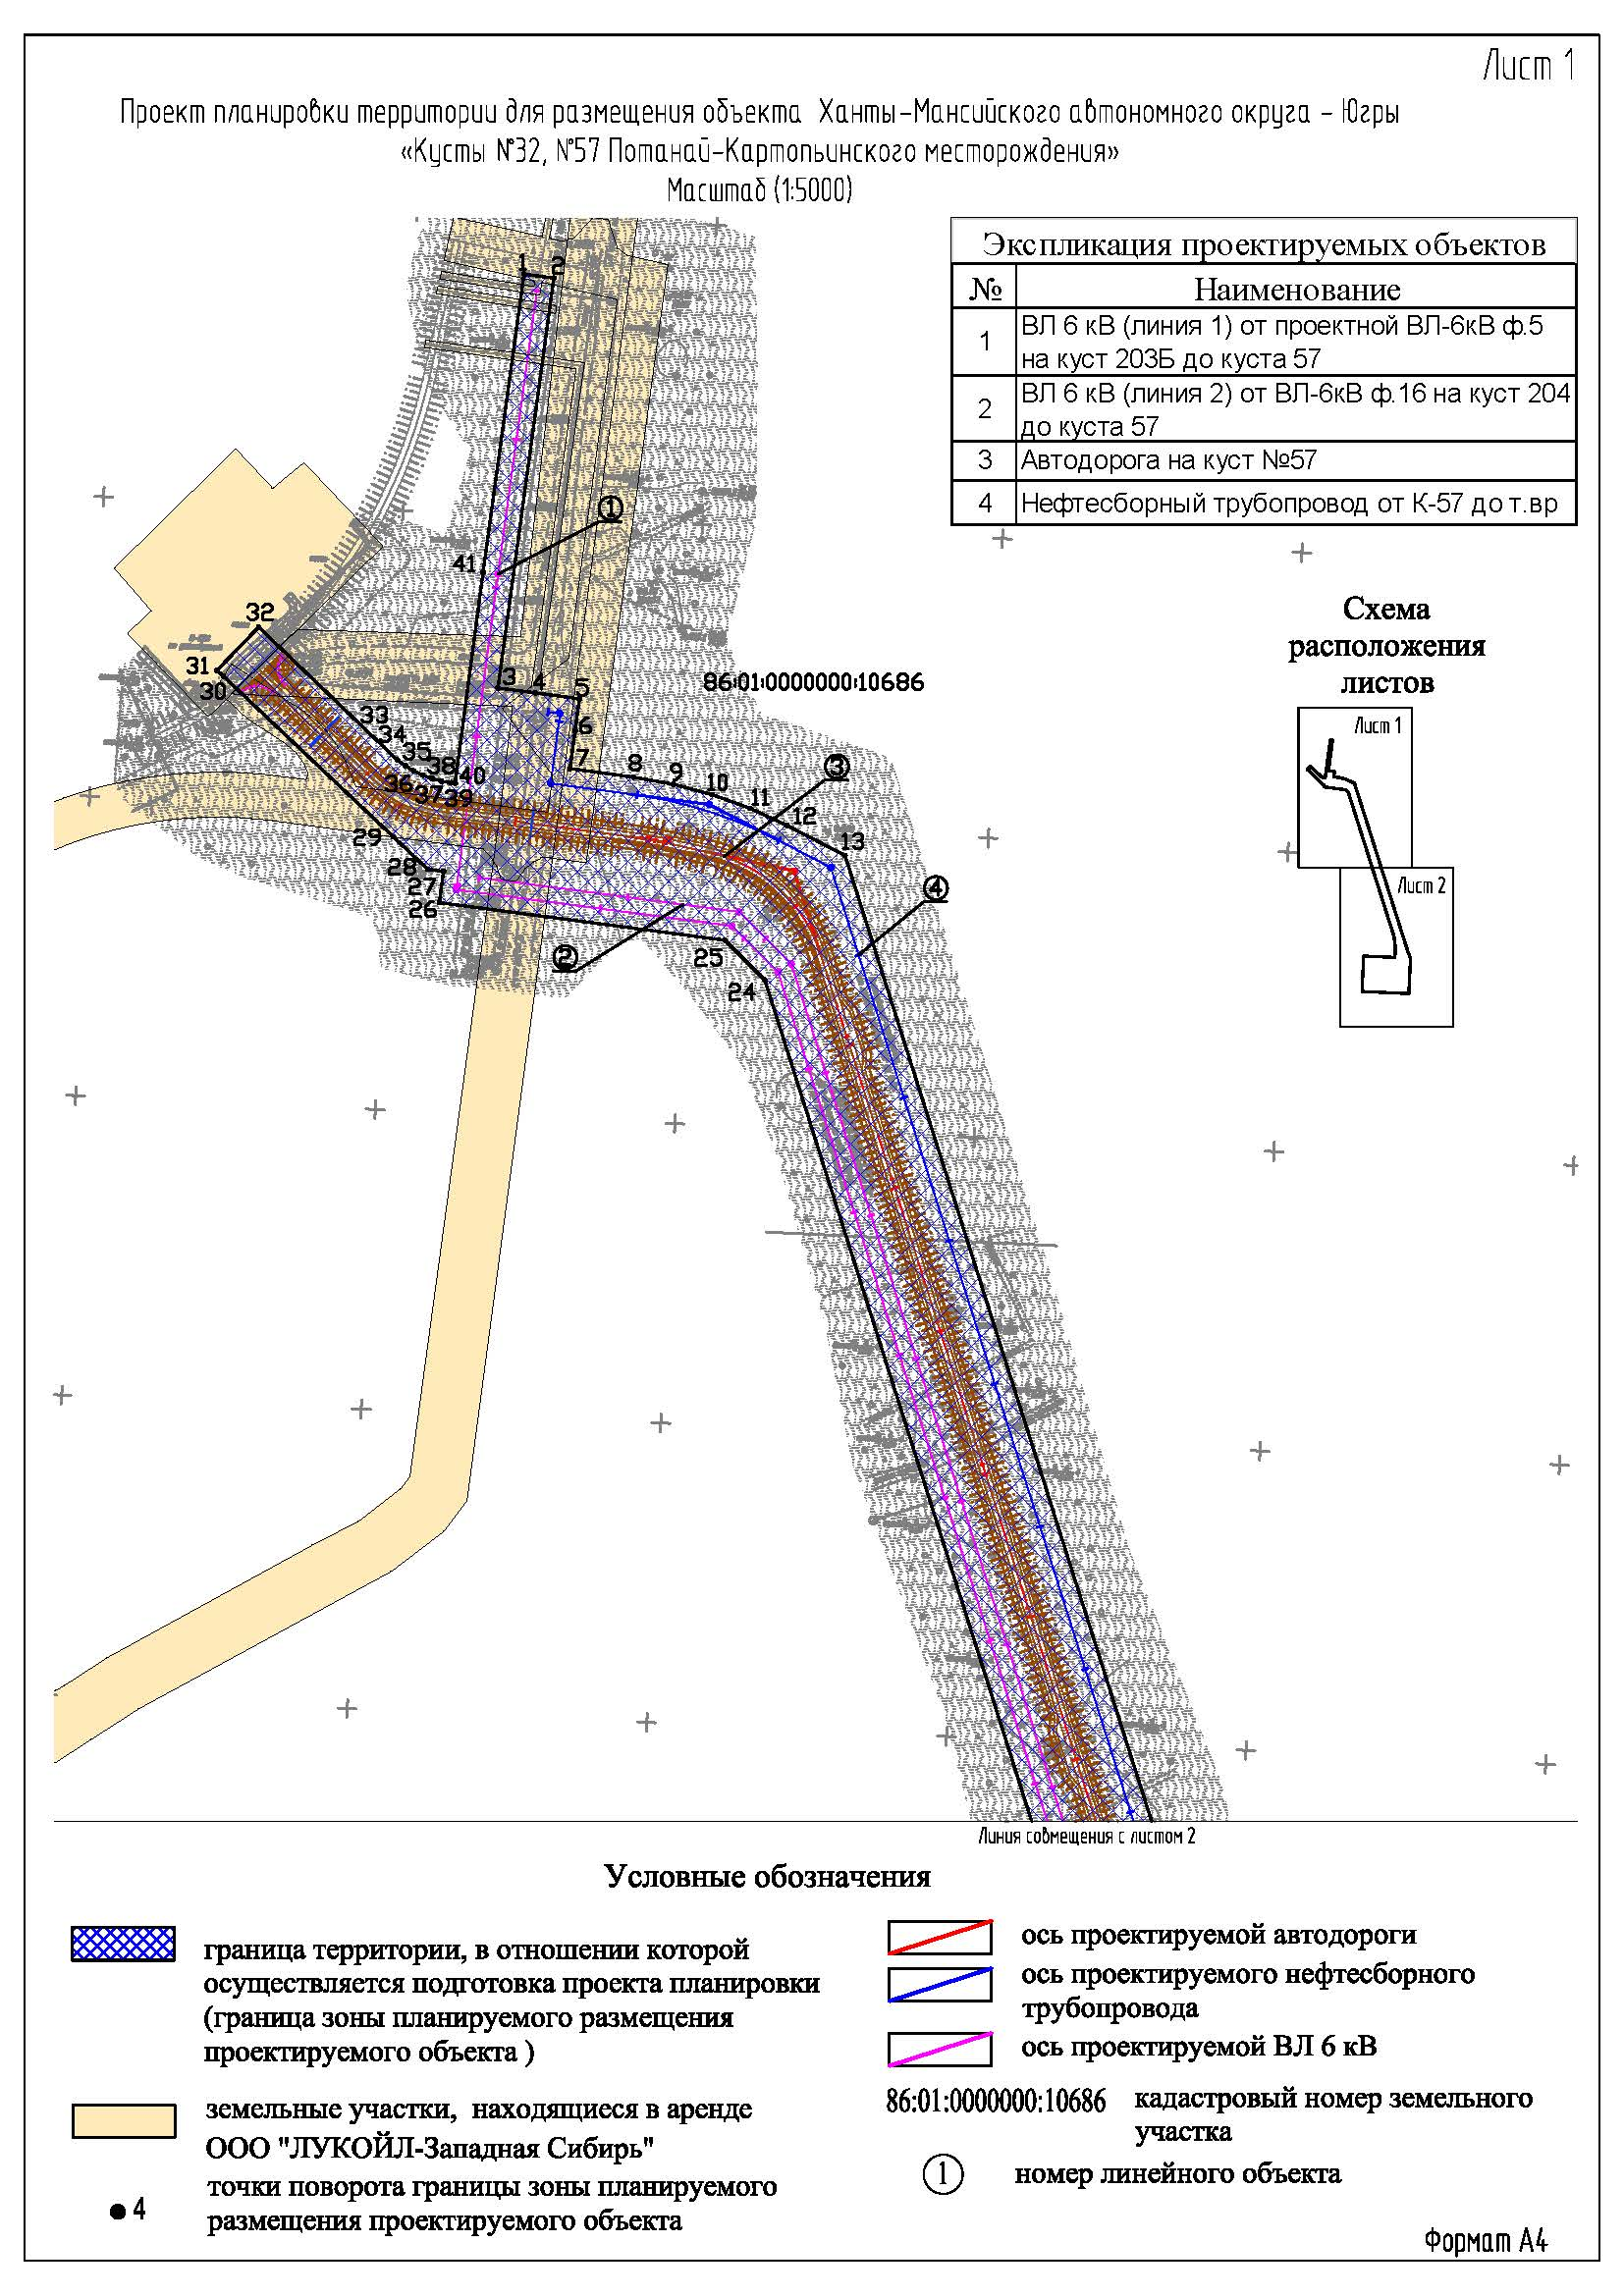 Лист 1
Проект планировки территории для размещения объекта Ханты-Мансийского автономного округа - Югры
«Кусты №32, №57 Потанай-Картопьинского месторождения»
Масштаб (1:5000)
Экспликация проектируемых объектов
№ Наименование
1 ВЛ 6 кВ (линия 1) от проектной ВЛ-6кВ ф.5
на куст 203Б до куста 57
2 ВЛ 6 кВ (линия 2) от ВЛ-6кВ ф.16 на куст 204
до куста 57
3 Автодорога на куст №57
4 Нефтесборный трубопровод от К-57 до т.вр
Схема
расположения
листов
Лист 1
Лист 2
1 2
1
41
32
31
30
3 4 5
86:01:0000000:10686
6
7
33
34
35
36
37
38
39
40
8 9 10 11 12 13
3
29
28
27
26
4
2
25
24
Линия совмещения с листом 2
Условные обозначения
граница территории, в отношении которой
осуществляется подготовка проекта планировки
(граница зоны планируемого размещения
проектируемого объекта )
земельные участки, находящиеся в аренде
ООО "ЛУКОЙЛ-Западная Сибирь"
4 точки поворота границы зоны планируемого
размещения проектируемого объекта
ось проектируемой автодороги
ось проектируемого нефтесборного
трубопровода
ось проектируемой ВЛ 6 кВ
86:01:0000000:10686 кадастровый номер земельного
участка
1 номер линейного объекта
Формат А4